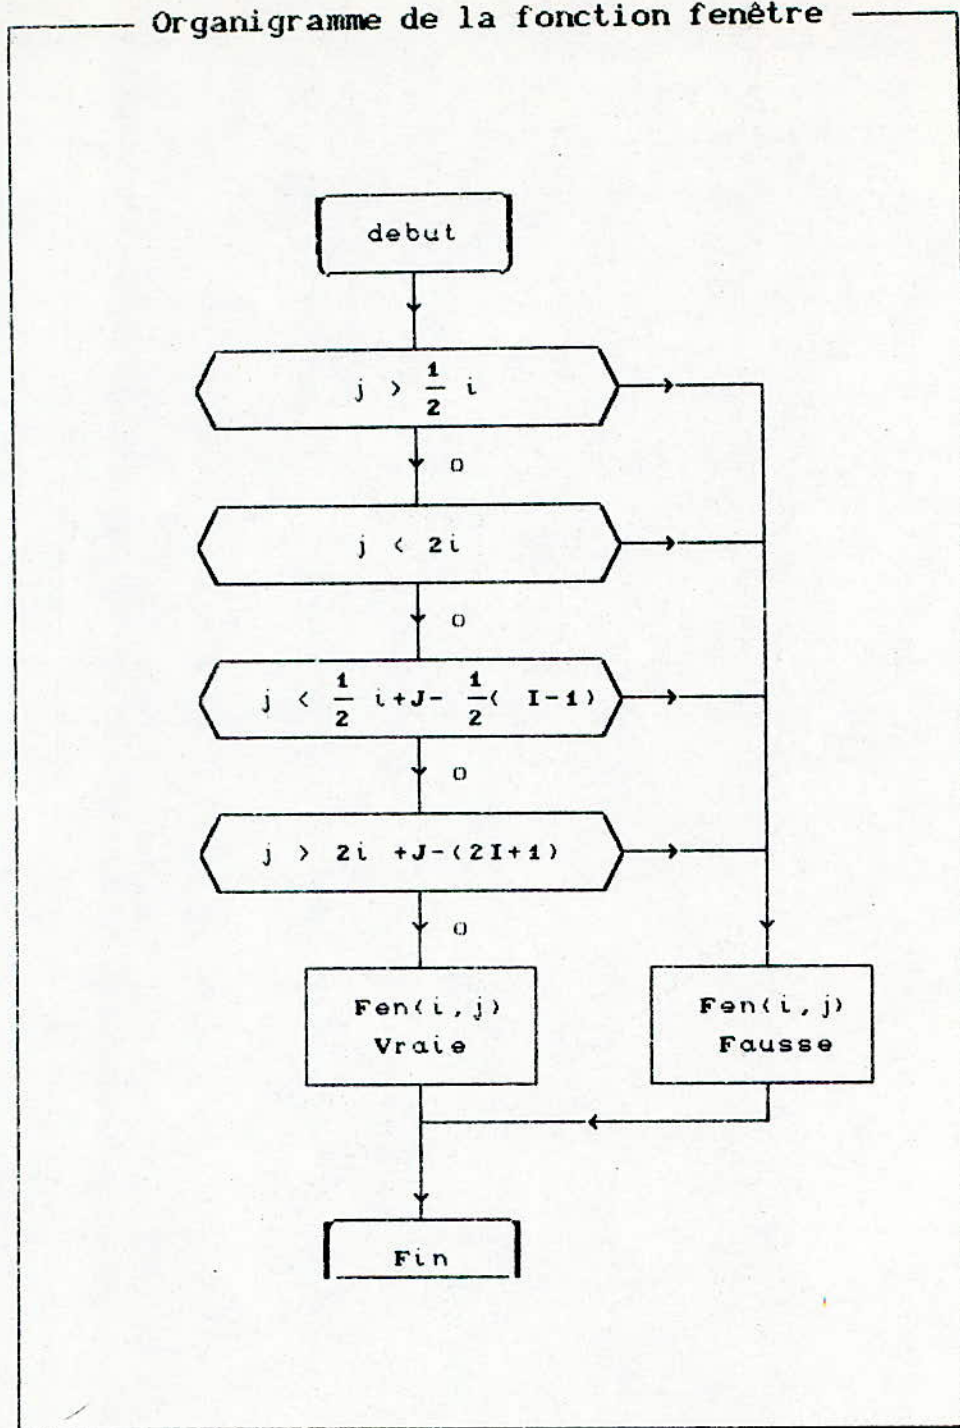 Organigramme de la fonction fenêtre
debut
j > 1/2 i
O
j < 2i
O
j < 1/2 i+J- 1/2( I-1)
O
j > 2i +J-(2I+1)
O
Fen(i,j)
Vraie
Fen(i,j)
Fausse
Fin